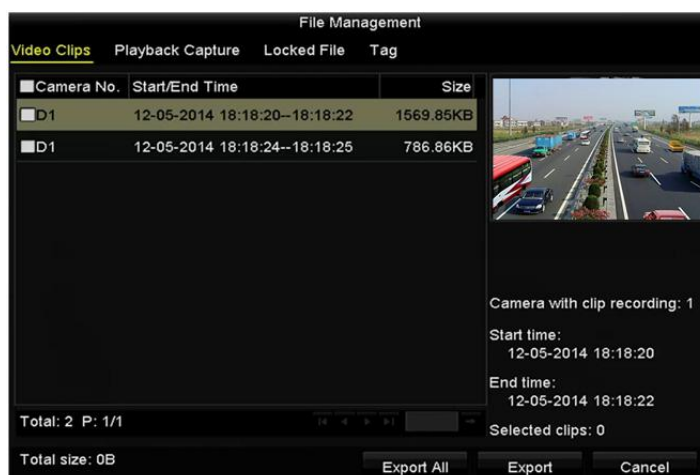 File Management
Video Clips Playback Capture Locked File Tag
Camera No. Start/End Time Size
D1 12-05-2014 18:18:20--18:18:22 1569.85KB
D1 12-05-2014 18:18:24--18:18:25 786.86KB
Camera with clip recording: 1
Start time:
12-05-2014 18:18:20
End time:
12-05-2014 18:18:22
Selected clips: 0
Total: 2 P: 1/1
Total size: 0B
Export All Export Cancel